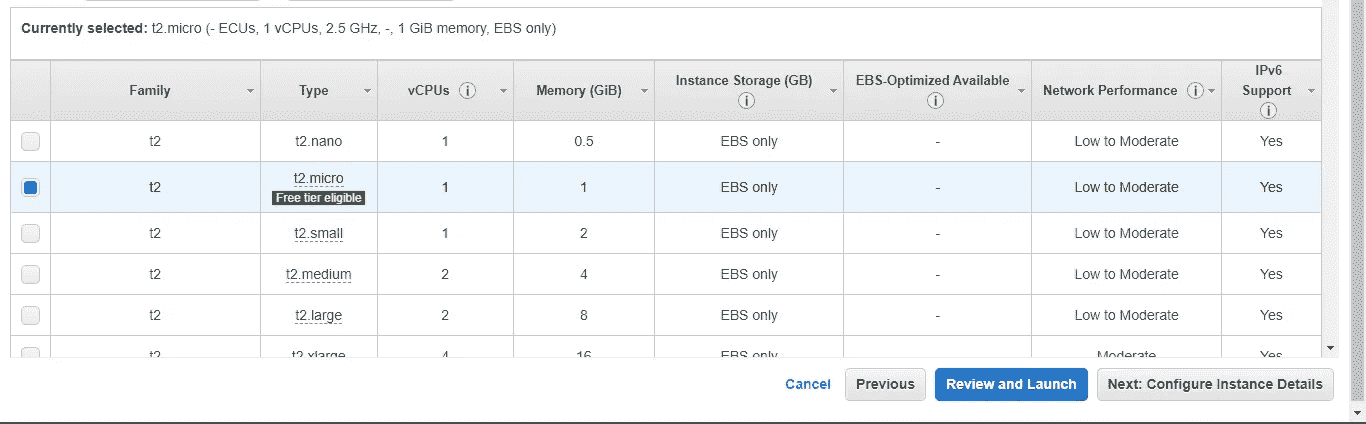 Currently selected: t2.micro (- ECUs, 1 vCPUs, 2.5 GHz, -, 1 GiB memory, EBS only)
Family Type vCPUs Memory (GiB) Instance Storage (GB) EBS-Optimized Available Network Performance IPv6 Support
t2 t2.nano 1 0.5 EBS only - Low to Moderate Yes
t2 t2.micro Free tier eligible 1 1 EBS only - Low to Moderate Yes
t2 t2.small 1 2 EBS only - Low to Moderate Yes
t2 t2.medium 2 4 EBS only - Low to Moderate Yes
t2 t2.large 2 8 EBS only - Low to Moderate Yes
t2 t2.xlarge 4 16 EBS only Moderate Yes
Cancel Previous Review and Launch Next: Configure Instance Details